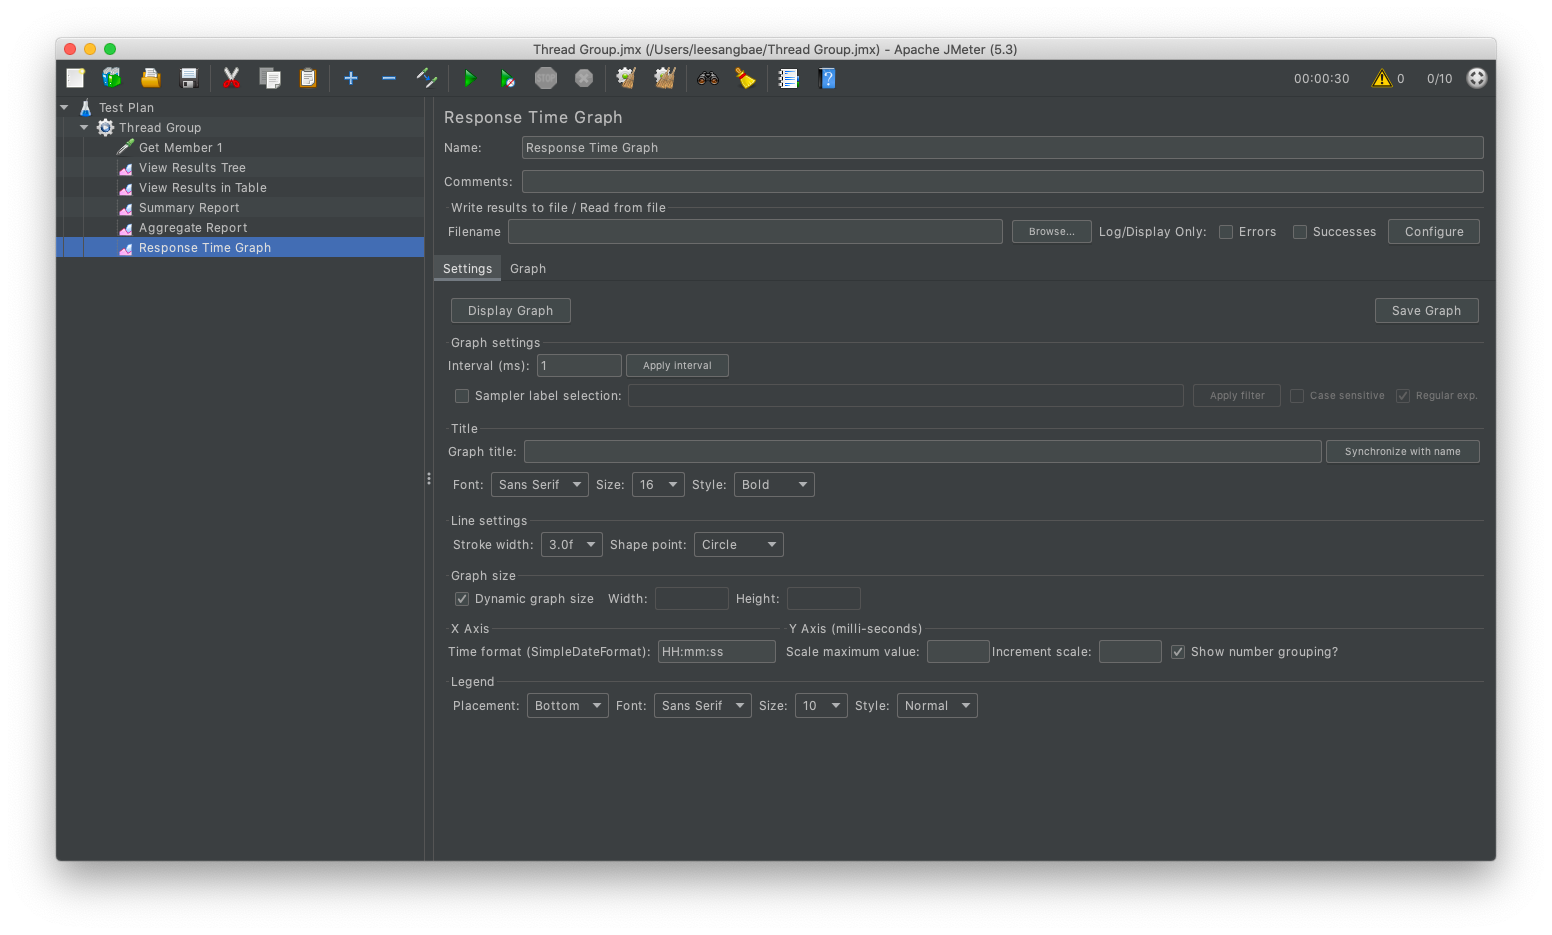 Thread Group.jmx (/Users/leesangbae/Thread Group.jmx) - Apache JMeter (5.3)
STOP
00:00:30 0 0/10
Test Plan
Thread Group
Get Member 1
View Results Tree
View Results in Table
Summary Report
Aggregate Report
Response Time Graph
Response Time Graph
Name: Response Time Graph
Comments:
Write results to file / Read from file
Filename Browse... Log/Display Only: Errors Successes Configure
Settings Graph
Display Graph Save Graph
Graph settings
Interval (ms): 1 Apply interval
Sampler label selection: Apply filter Case sensitive Regular exp.
Title
Graph title: Synchronize with name
Font: Sans Serif Size: 16 Style: Bold
Line settings
Stroke width: 3.0f Shape point: Circle
Graph size
Dynamic graph size Width: Height:
X Axis Y Axis (milli-seconds)
Time format (SimpleDateFormat): HH:mm:ss Scale maximum value: Increment scale: Show number grouping?
Legend
Placement: Bottom Font: Sans Serif Size: 10 Style: Normal